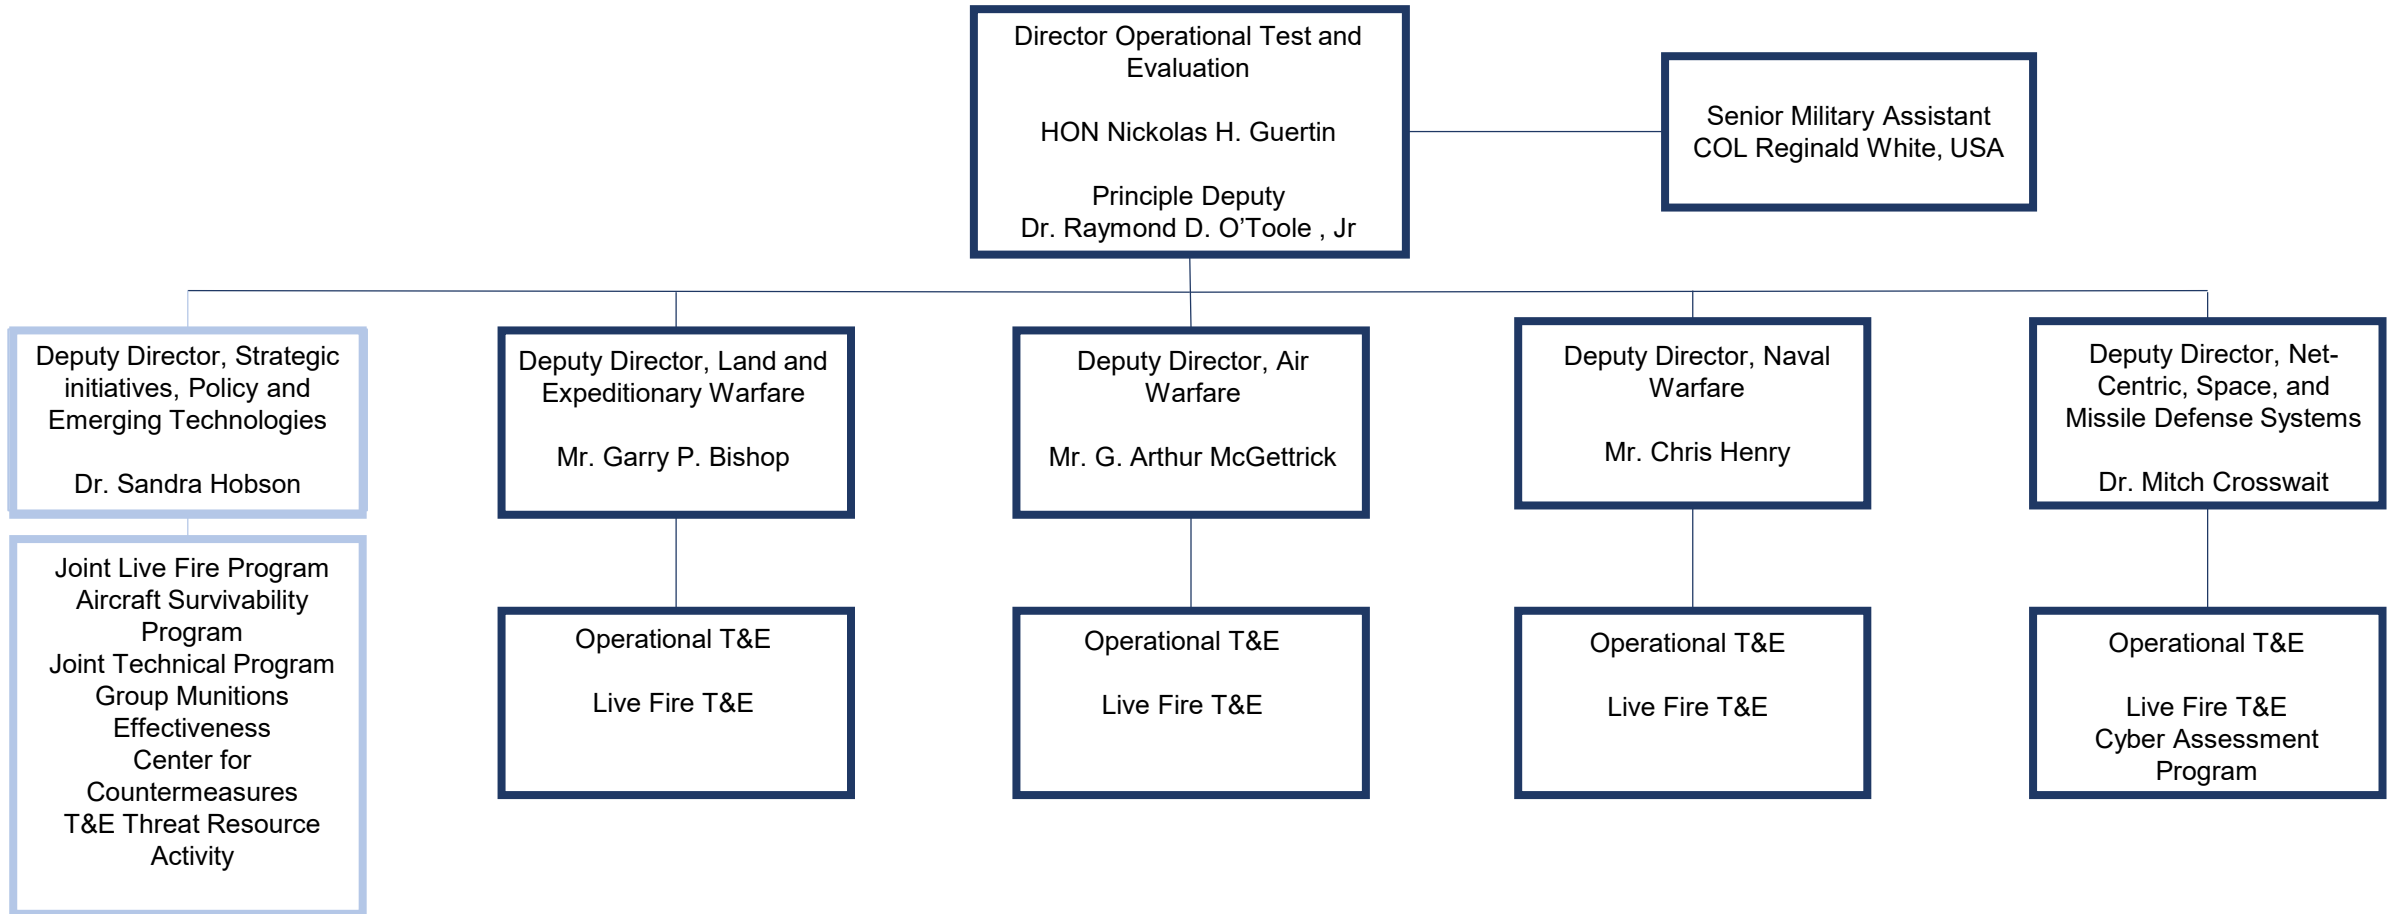 Director Operational Test and
Evaluation
HON Nickolas H. Guertin
Principle Deputy
Dr. Raymond D. O’Toole , Jr
Senior Military Assistant
COL Reginald White, USA
Deputy Director, Strategic
initiatives, Policy and
Emerging Technologies
Dr. Sandra Hobson
Deputy Director, Land and
Expeditionary Warfare
Mr. Garry P. Bishop
Deputy Director, Air
Warfare
Mr. G. Arthur McGettrick
Deputy Director, Naval
Warfare
Mr. Chris Henry
Deputy Director, Net-
Centric, Space, and
Missile Defense Systems
Dr. Mitch Crosswait
Joint Live Fire Program
Aircraft Survivability
Program
Joint Technical Program
Group Munitions
Effectiveness
Center for
Countermeasures
T&E Threat Resource
Activity
Operational T&E
Live Fire T&E
Operational T&E
Live Fire T&E
Operational T&E
Live Fire T&E
Operational T&E
Live Fire T&E
Cyber Assessment
Program